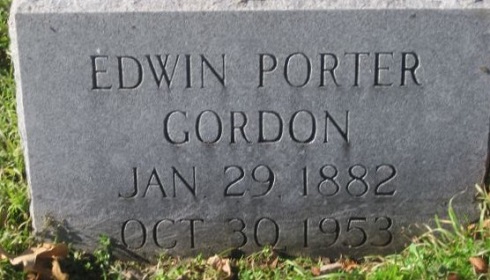 EDWIN PORTER
GORDON
JAN. 29, 1882
OCT 30, 1953